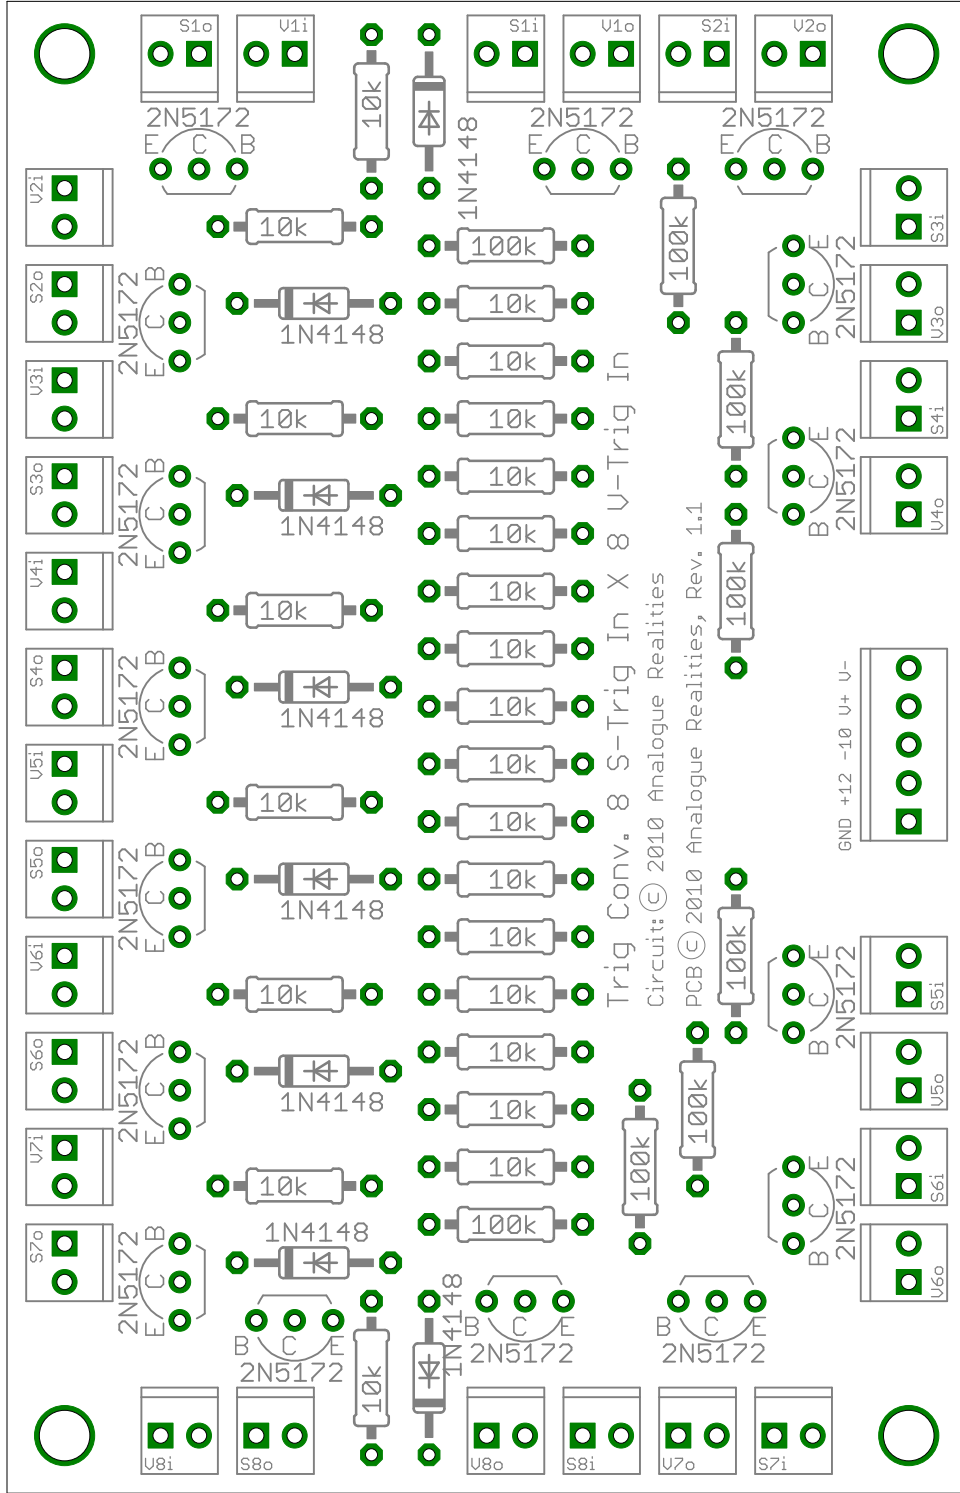 S1o
V1i
S1i
V1o
S2i
V2o
10k
2N5172
E C B
1N4148
2N5172
E C B
2N5172
E C B
V2i
10k
100k
100k
S3i
S2o
2N5172
B
C
E
1N4148
10k
E
C
B
2N5172
V3o
V3i
10k
10k
10k
100k
S4i
S3o
2N5172
B
C
E
1N4148
10k
10k
E
C
B
2N5172
V4o
V4i
10k
10k
10k
100k
S4o
2N5172
B
C
E
1N4148
10k
Trig Conv. 8 S-Trig In X 8 V-Trig In
Circuit: © 2010 Analogue Realities
PCB © 2010 Analogue Realities, Rev. 1.1
GND +12 -10 V+ V-
V5i
10k
10k
10k
S5o
2N5172
B
C
E
1N4148
10k
100k
V6i
10k
10k
10k
E
C
B
2N5172
S5i
S6o
2N5172
B
C
E
1N4148
10k
10k
100k
V5o
V7i
10k
10k
100k
E
C
B
2N5172
S6i
S7o
2N5172
B
C
E
1N4148
100k
V6o
B C E
2N5172
10k
1N4148
B C E
2N5172
B C E
2N5172
V8i
S8o
V8o
S8i
V7o
S7i